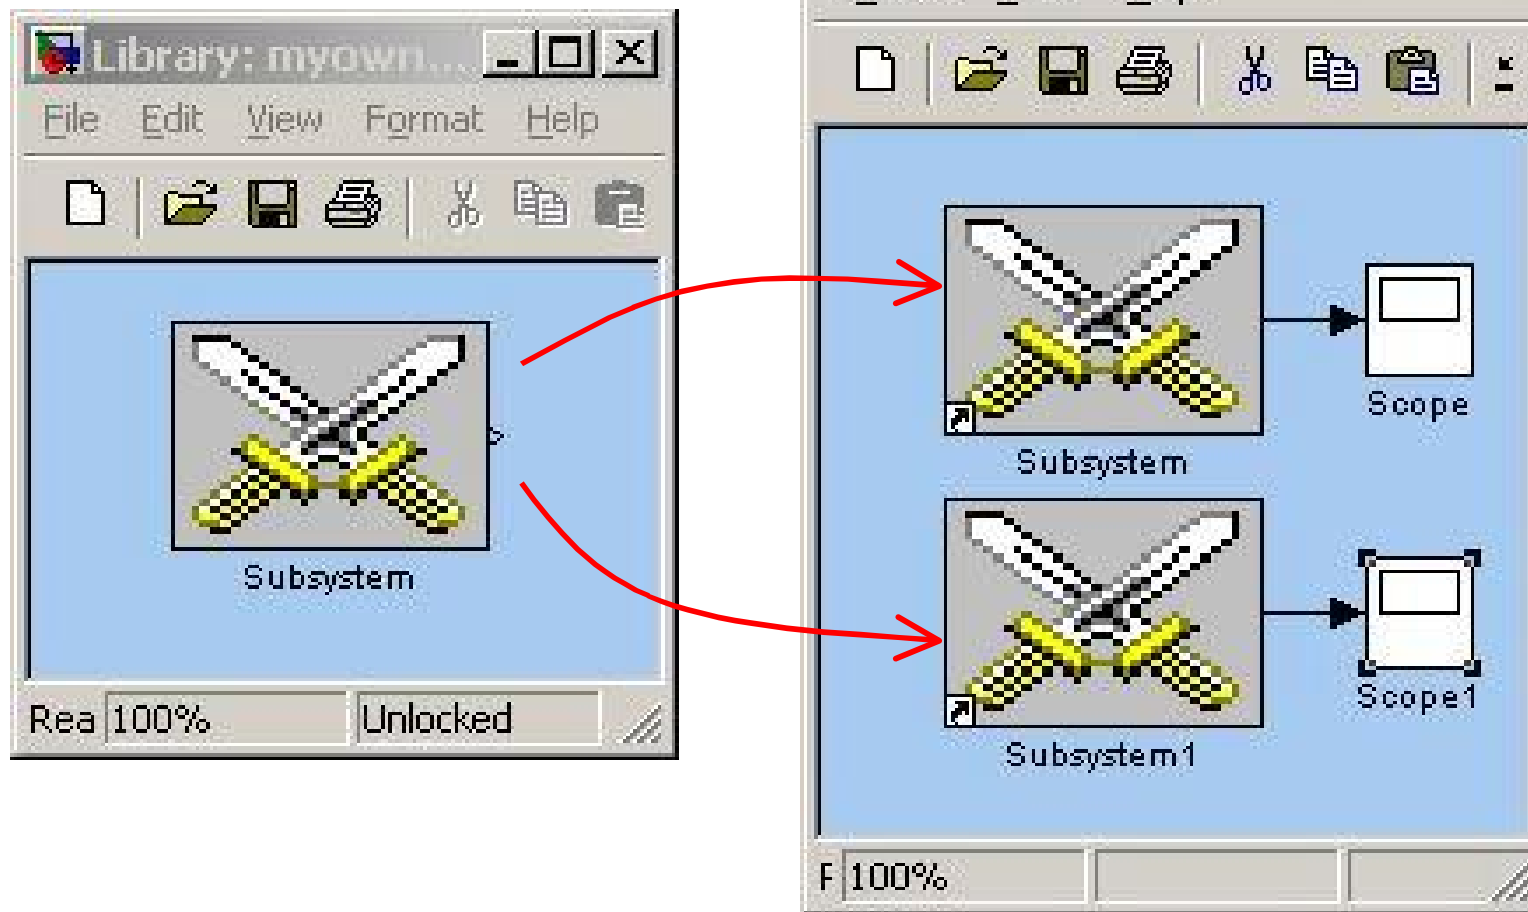 Library: myown...
File Edit View Format Help
Subsystem
Rea 100% Unlocked
Scope
Subsystem
Scope1
Subsystem1
F 100%